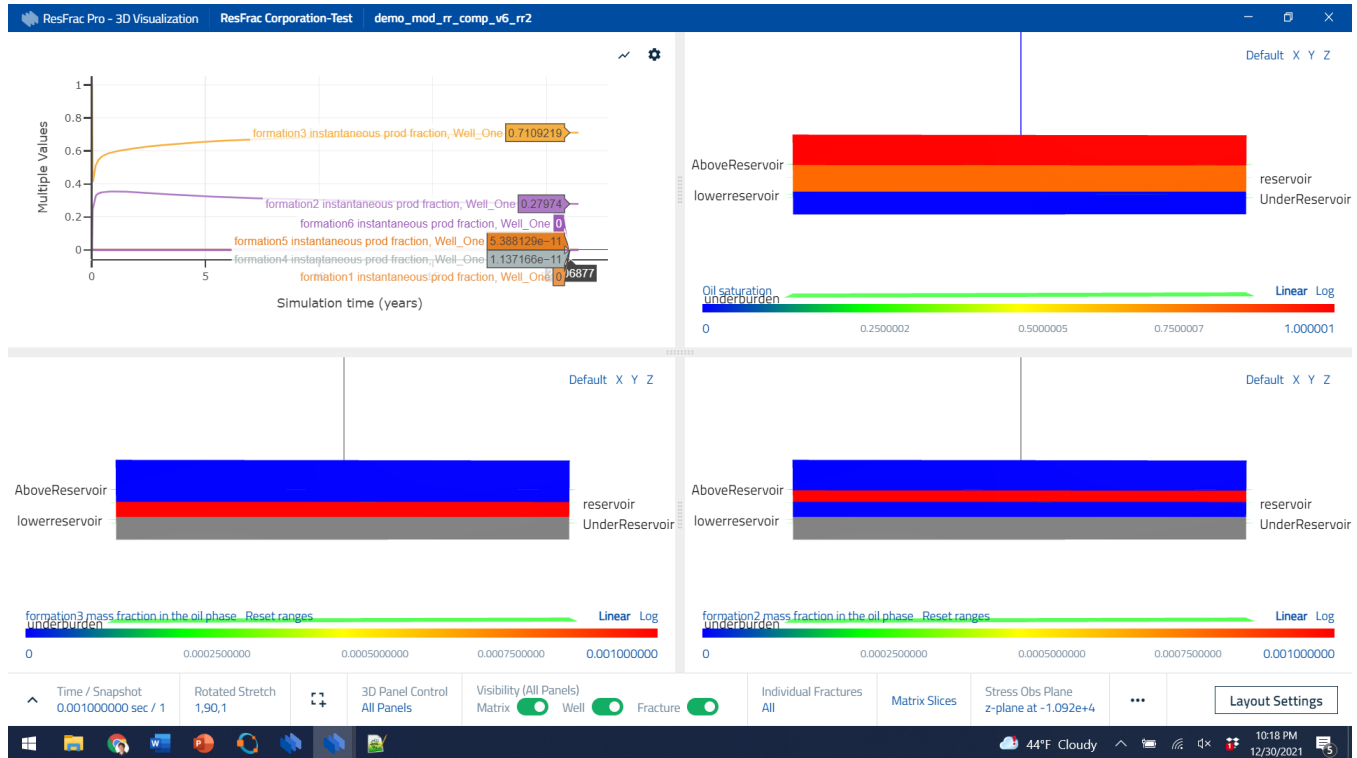 ResFrac Pro - 3D Visualization ResFrac Corporation-Test demo_mod_rr_comp_v6_rr2
Multiple Values
1
0.8
0.6
0.4
0.2
0
formation3 instantaneous prod fraction, Well_One 0.7109219
formation2 instantaneous prod fraction, Well_One 0.27974
formation6 instantaneous prod fraction, Well_One 0
formation5 instantaneous prod fraction, Well_One 5.388129e−11
formation4 instantaneous prod fraction, Well_One 1.137166e−11
formation1 instantaneous prod fraction, Well_One 0
0 5
Simulation time (years)
Default X Y Z
AboveReservoir
reservoir
lowerreservoir
UnderReservoir
Oil saturation
underburden
Linear Log
0 0.2500002 0.5000005 0.7500007 1.000001
Default X Y Z
AboveReservoir
reservoir
lowerreservoir
UnderReservoir
formation3 mass fraction in the oil phase Reset ranges
underburden
Linear Log
0 0.0002500000 0.0005000000 0.0007500000 0.001000000
Default X Y Z
AboveReservoir
reservoir
lowerreservoir
UnderReservoir
formation2 mass fraction in the oil phase Reset ranges
underburden
Linear Log
0 0.0002500000 0.0005000000 0.0007500000 0.001000000
Time / Snapshot
0.001000000 sec / 1
Rotated Stretch
1,90,1
3D Panel Control
All Panels
Visibility (All Panels)
Matrix Well Fracture
Individual Fractures
All
Matrix Slices
Stress Obs Plane
z-plane at -1.092e+4
Layout Settings
44°F Cloudy
10:18 PM
12/30/2021
5